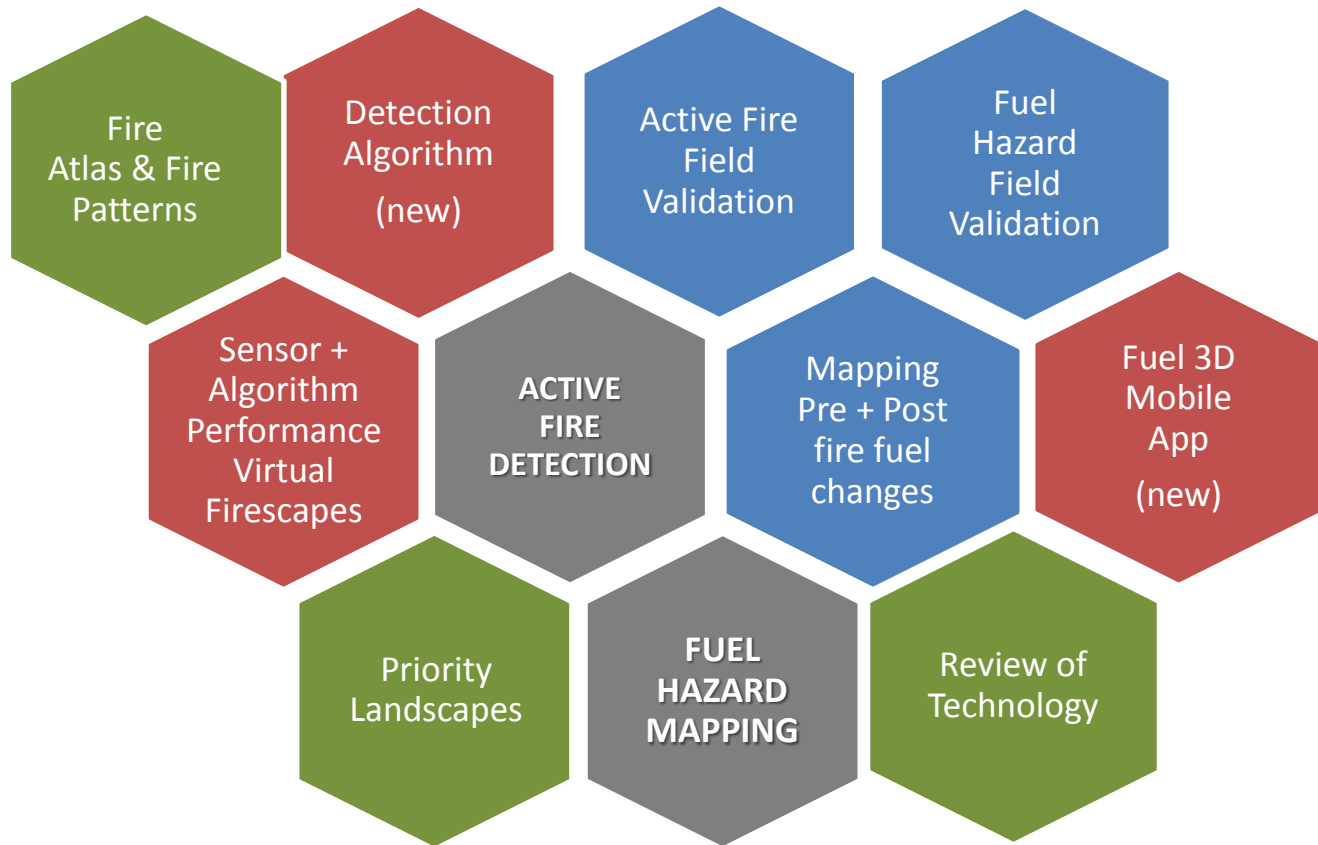 Fire
Atlas & Fire
Patterns
Detection
Algorithm
(new)
Active Fire
Field
Validation
Fuel
Hazard
Field
Validation
Sensor +
Algorithm
Performance
Virtual
Firescapes
ACTIVE
FIRE
DETECTION
Mapping
Pre + Post
fire fuel
changes
Fuel 3D
Mobile
App
(new)
Priority
Landscapes
FUEL
HAZARD
MAPPING
Review of
Technology